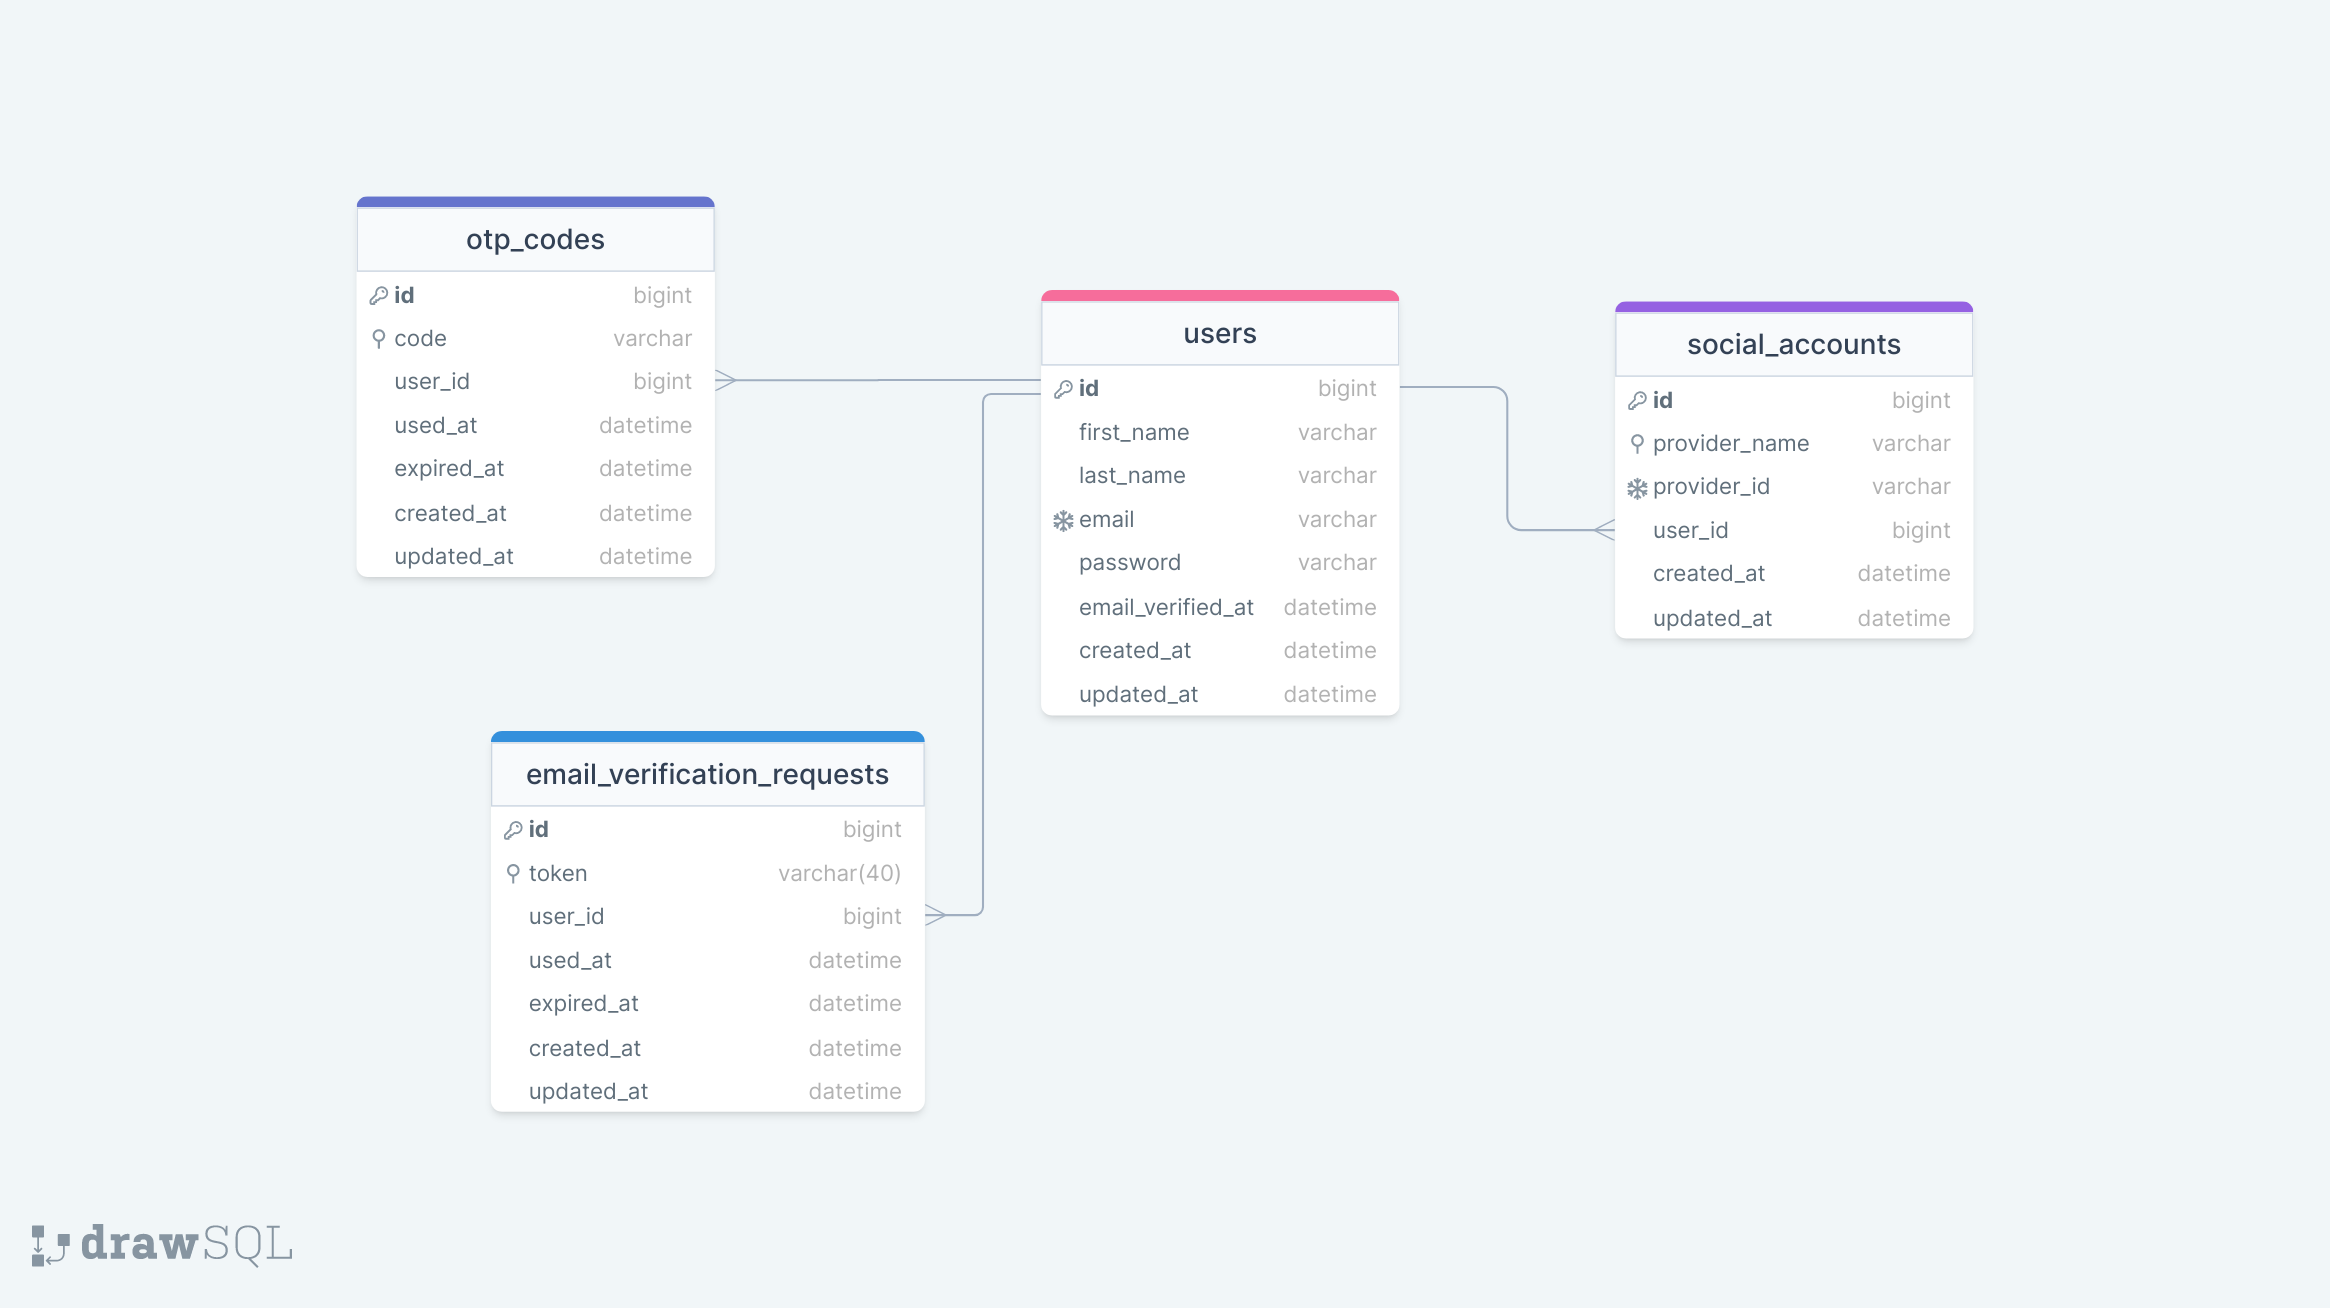 otp_codes
id bigint
code varchar
user_id bigint
used_at datetime
expired_at datetime
created_at datetime
updated_at datetime
users
id bigint
first_name varchar
last_name varchar
email varchar
password varchar
email_verified_at datetime
created_at datetime
updated_at datetime
social_accounts
id bigint
provider_name varchar
provider_id varchar
user_id bigint
created_at datetime
updated_at datetime
email_verification_requests
id bigint
token varchar(40)
user_id bigint
used_at datetime
expired_at datetime
created_at datetime
updated_at datetime
drawSQL